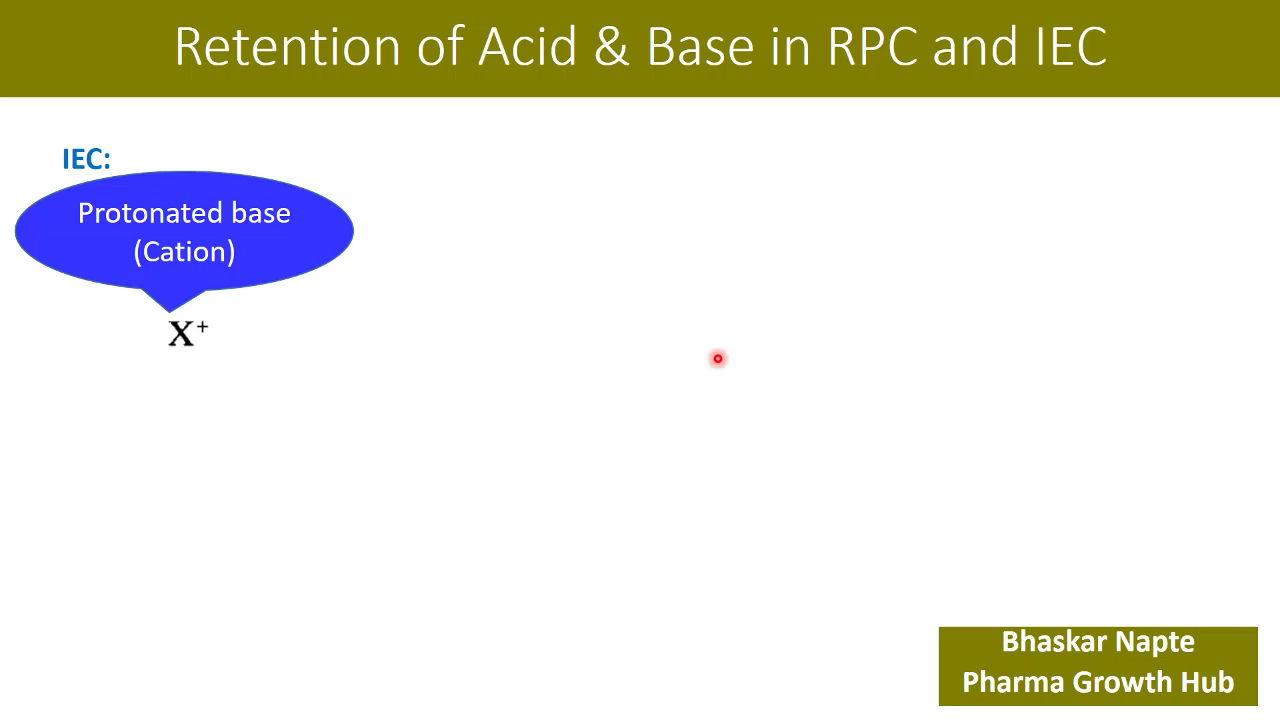 Retention of Acid & Base in RPC and IEC
IEC:
Protonated base
(Cation)
X⁺
Bhaskar Napte
Pharma Growth Hub